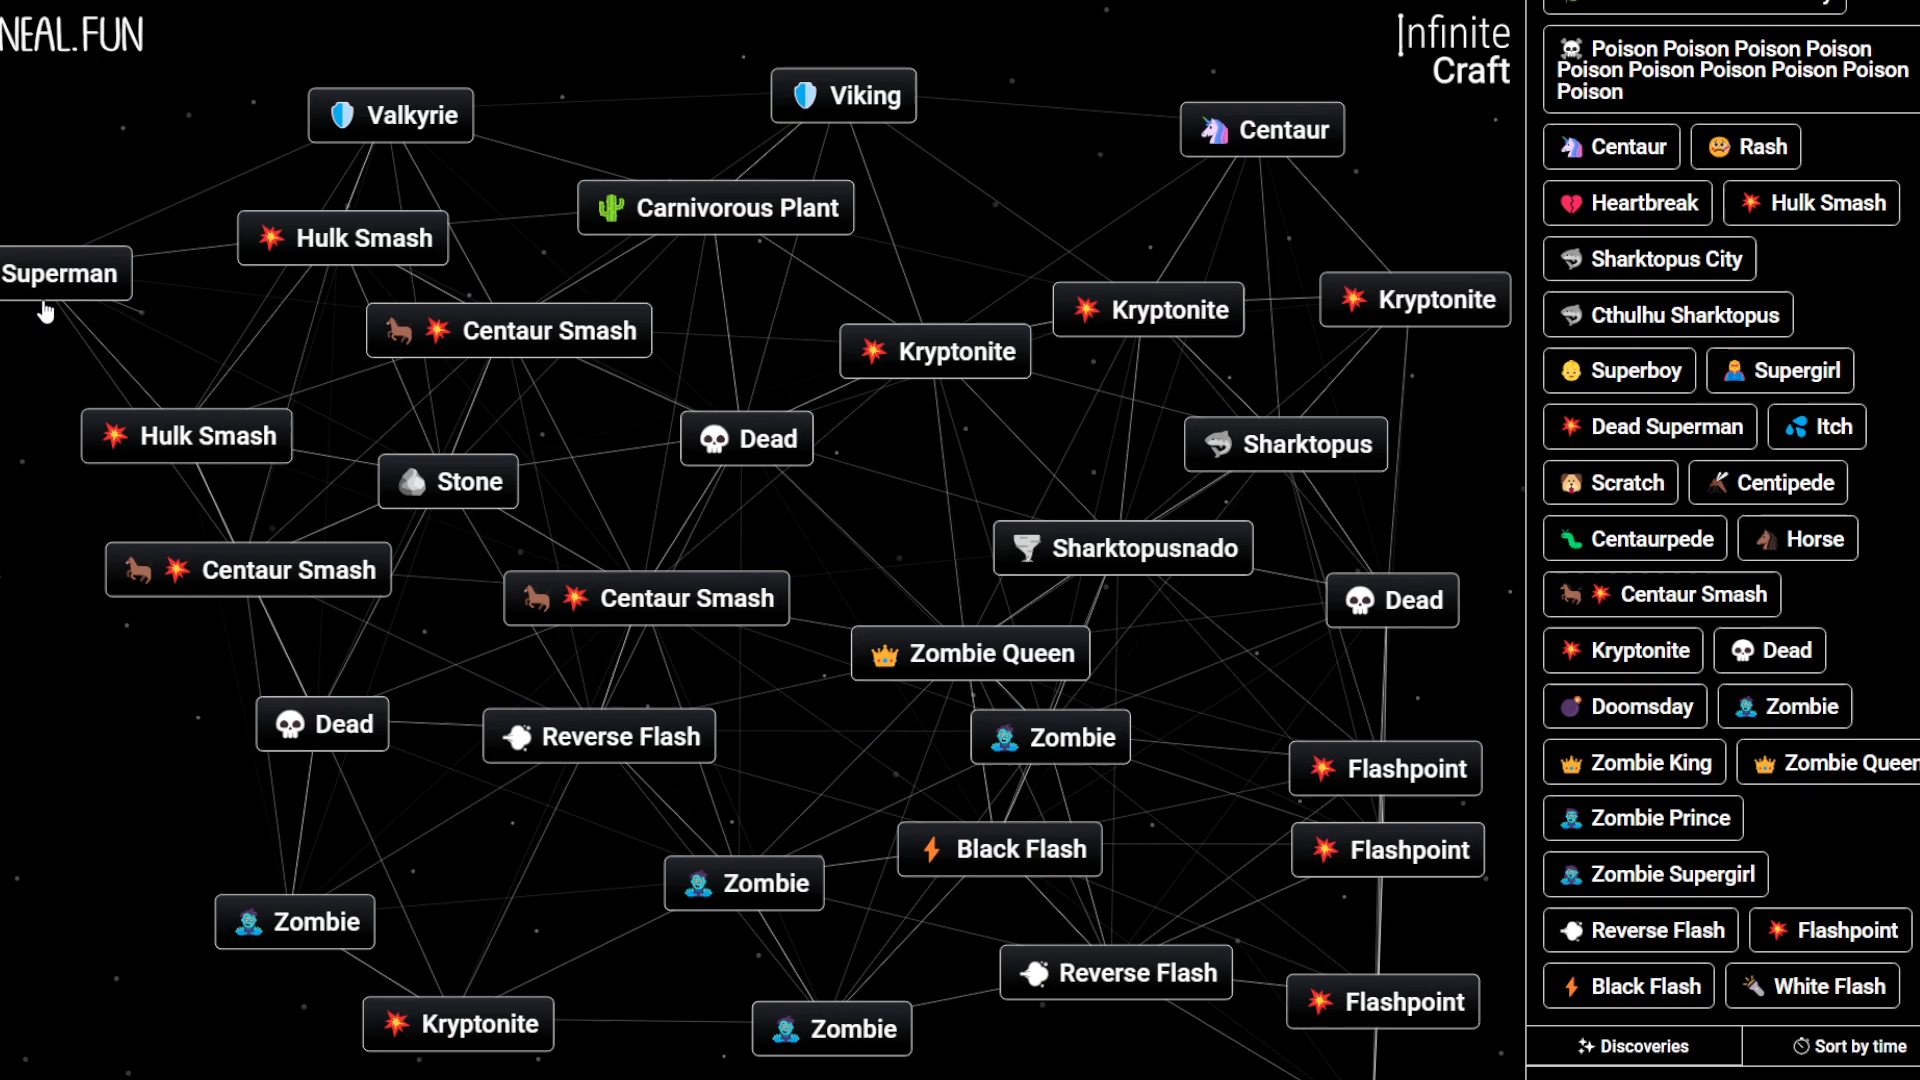 NEAL.FUN
Infinite
Craft
Valkyrie
Viking
Centaur
Carnivorous Plant
Hulk Smash
Superman
Kryptonite
Kryptonite
Centaur Smash
Kryptonite
Hulk Smash
Dead
Sharktopus
Stone
Sharktopusnado
Centaur Smash
Centaur Smash
Dead
Zombie Queen
Dead
Reverse Flash
Zombie
Flashpoint
Black Flash
Flashpoint
Zombie
Zombie
Reverse Flash
Flashpoint
Kryptonite
Zombie
Poison Poison Poison Poison
Poison Poison Poison Poison Poison
Poison
Centaur
Rash
Heartbreak
Hulk Smash
Sharktopus City
Cthulhu Sharktopus
Superboy
Supergirl
Dead Superman
Itch
Scratch
Centipede
Centaurpede
Horse
Centaur Smash
Kryptonite
Dead
Doomsday
Zombie
Zombie King
Zombie Queen
Zombie Prince
Zombie Supergirl
Reverse Flash
Flashpoint
Black Flash
White Flash
Discoveries
Sort by time